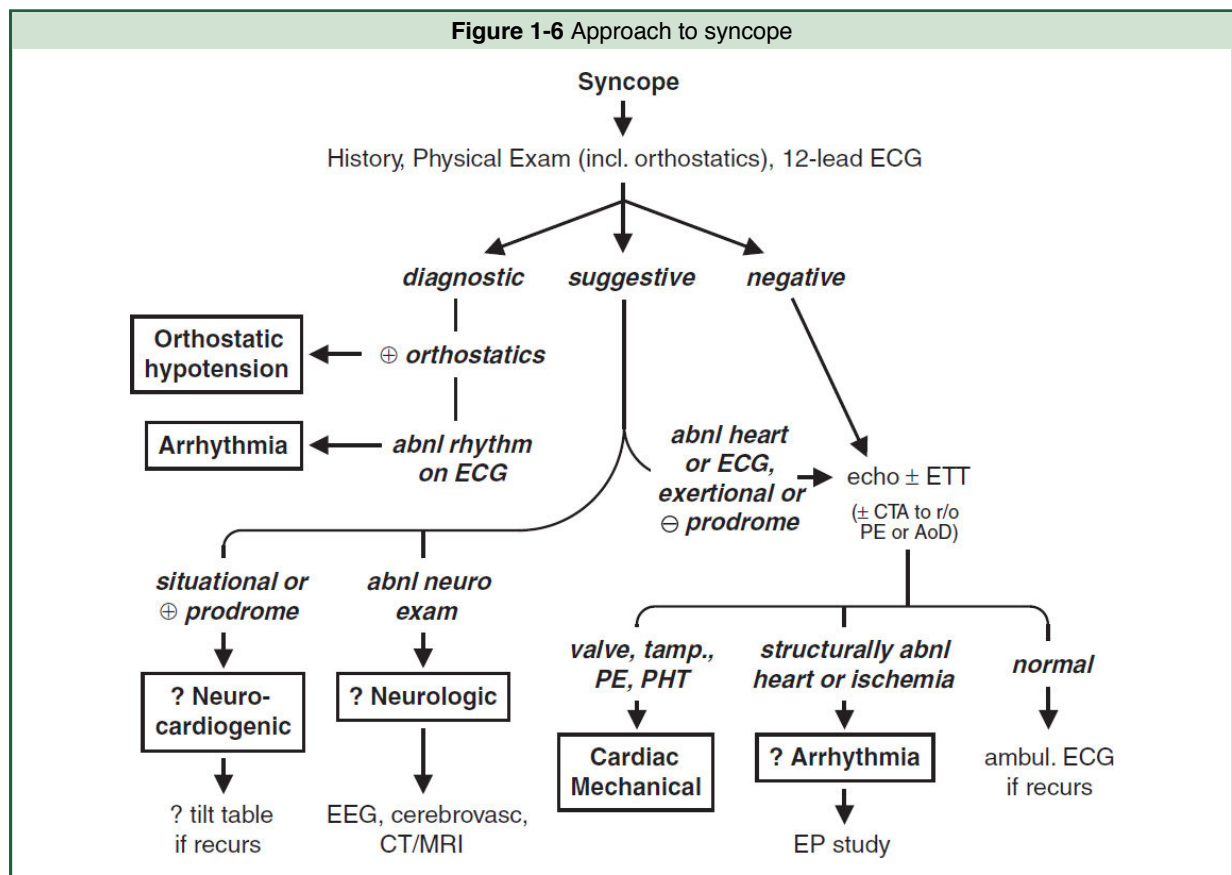 Figure 1-6 Approach to syncope
Syncope
History, Physical Exam (incl. orthostatics), 12-lead ECG
diagnostic
suggestive
negative
Orthostatic
hypotension
⊕ orthostatics
Arrhythmia
abnl rhythm
on ECG
abnl heart
or ECG,
exertional or
⊖ prodrome
echo ± ETT
(± CTA to r/o
PE or AoD)
situational or
⊕ prodrome
abnl neuro
exam
valve, tamp.,
PE, PHT
structurally abnl
heart or ischemia
normal
? Neuro-
cardiogenic
? Neurologic
Cardiac
Mechanical
? Arrhythmia
ambul. ECG
if recurs
? tilt table
if recurs
EEG, cerebrovasc,
CT/MRI
EP study